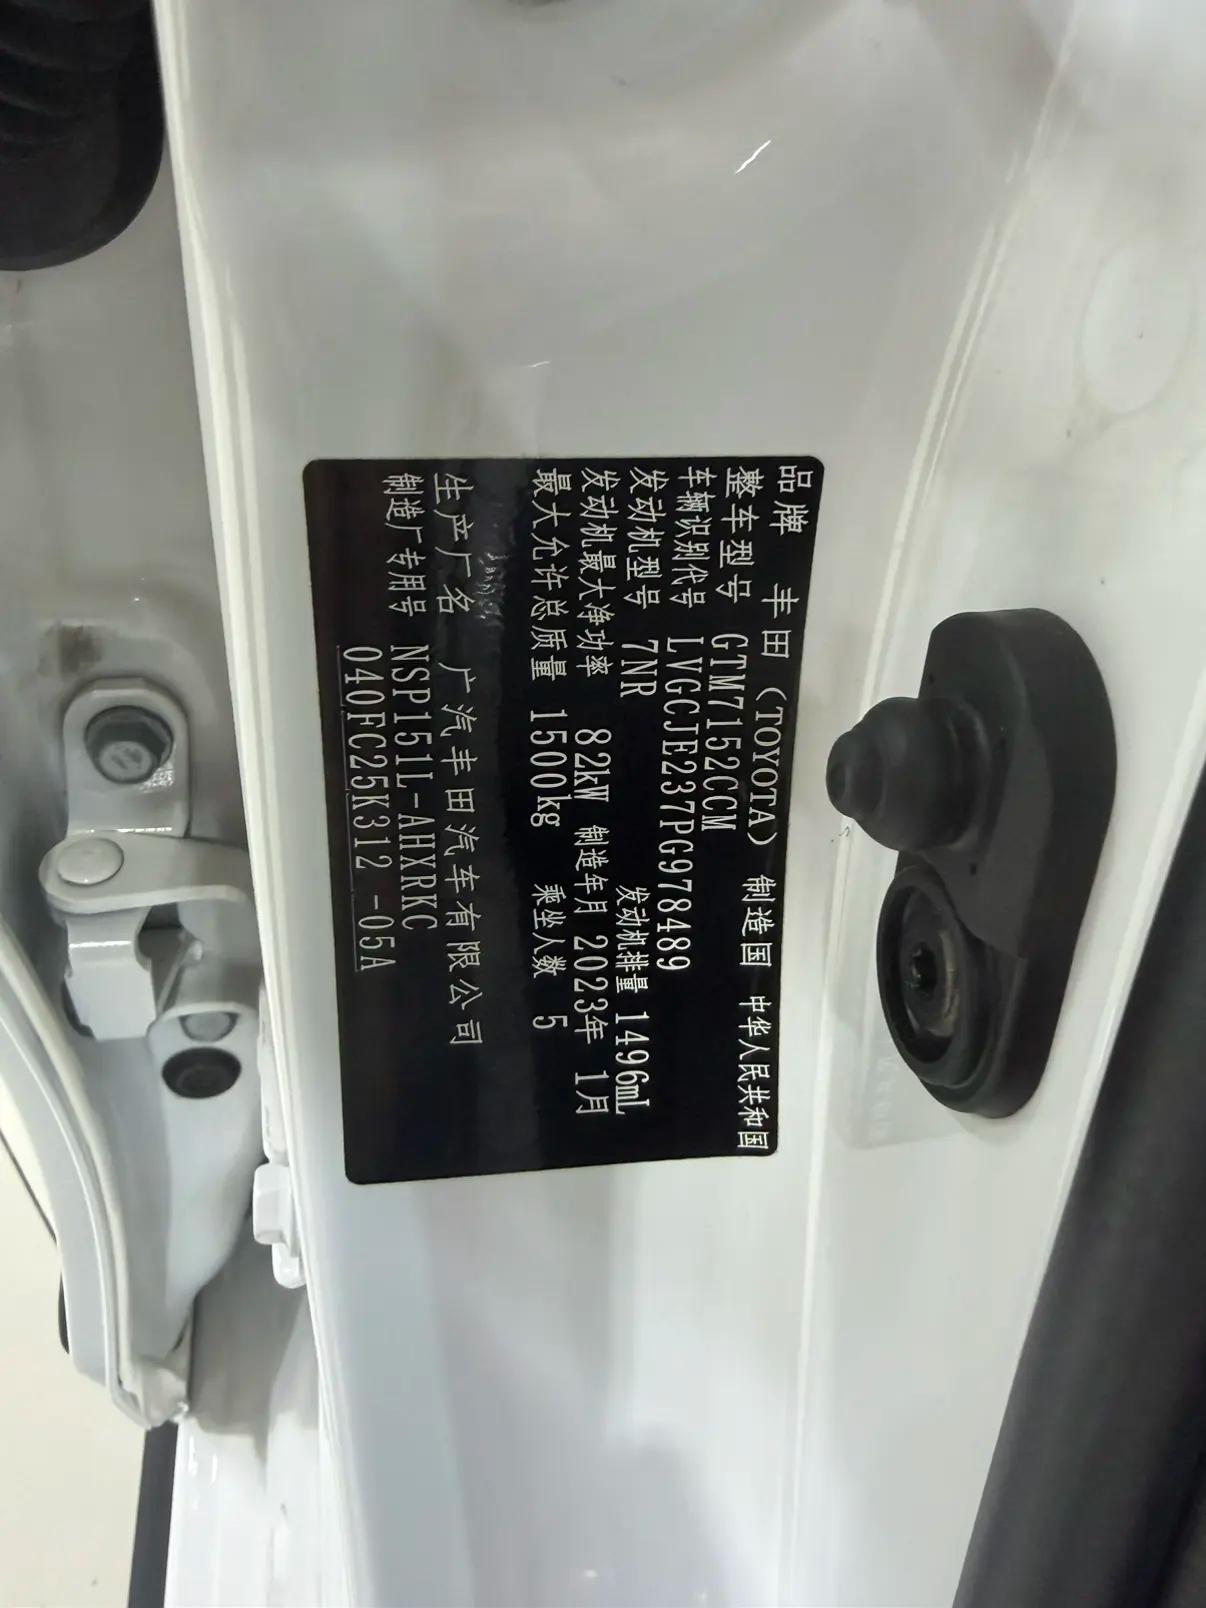 品牌 丰田（TOYOTA） 制造国 中华人民共和国
整车型号 GTM7152CCM
车辆识别代号 LVGCJE237PG978489
发动机型号 7NR 发动机排量 1496mL
发动机最大净功率 82kW 制造年月 2023年 1月
最大允许总质量 1500kg 乘坐人数 5
生产厂名 广汽丰田汽车有限公司
制造厂专用号 NSP151L-AHXRKC
040FC25K312 -05A